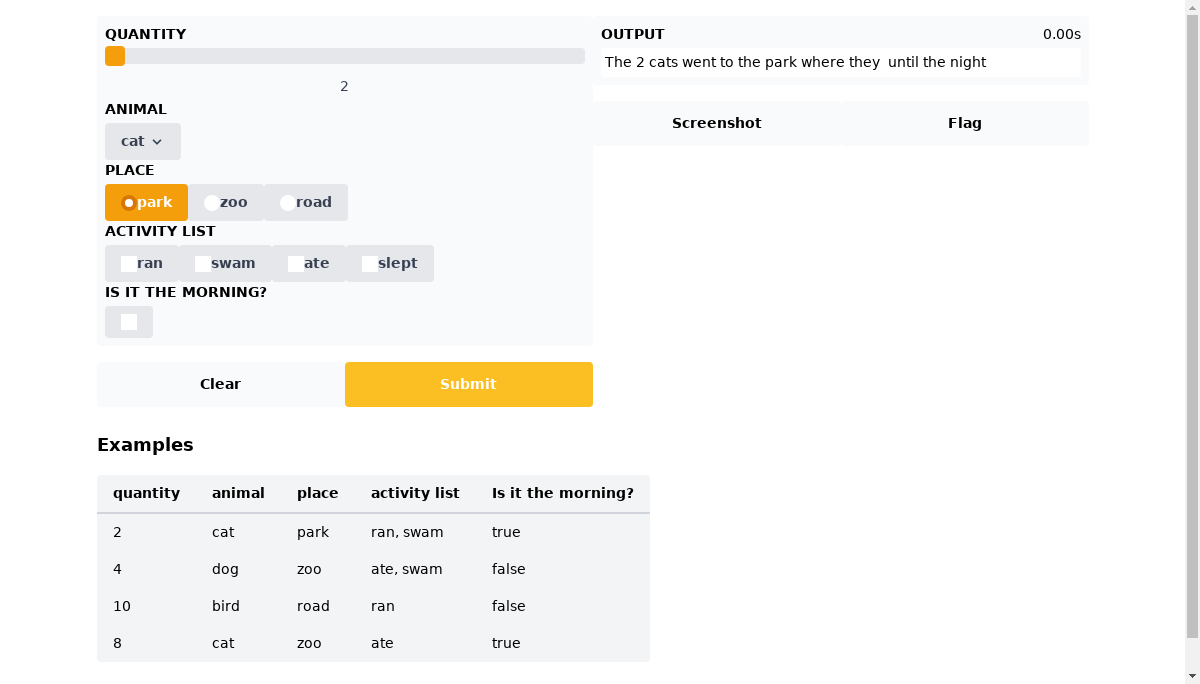 QUANTITY
2
ANIMAL
cat
PLACE
park zoo road
ACTIVITY LIST
ran swam ate slept
IS IT THE MORNING?
Clear Submit
OUTPUT 0.00s
The 2 cats went to the park where they  until the night
Screenshot Flag
Examples
quantity animal place activity list Is it the morning?
2 cat park ran, swam true
4 dog zoo ate, swam false
10 bird road ran false
8 cat zoo ate true